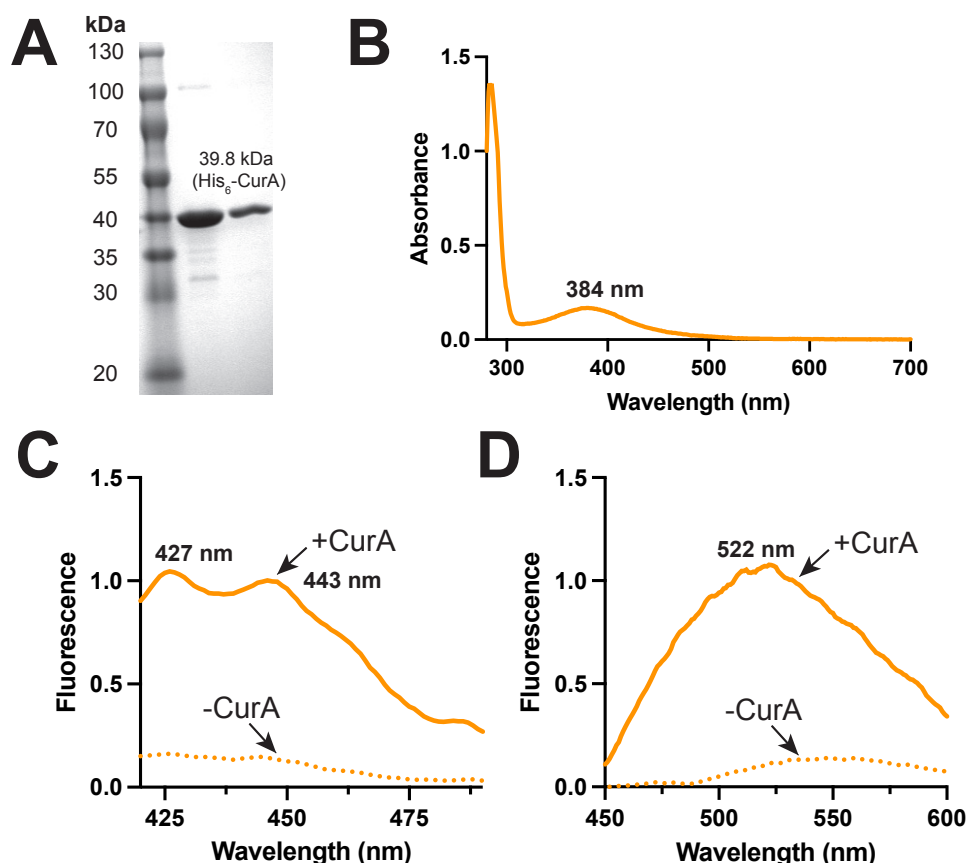 A
kDa
130
100
70
55
40
35
30
20
39.8 kDa
(His6-CurA)
B
Absorbance
1.5
1.0
0.5
0.0
384 nm
300 400 500 600 700
Wavelength (nm)
C
Fluorescence
1.5
1.0
0.5
0.0
427 nm
+CurA
443 nm
-CurA
425 450 475
Wavelength (nm)
D
Fluorescence
1.5
1.0
0.5
0.0
522 nm
+CurA
-CurA
450 500 550 600
Wavelength (nm)